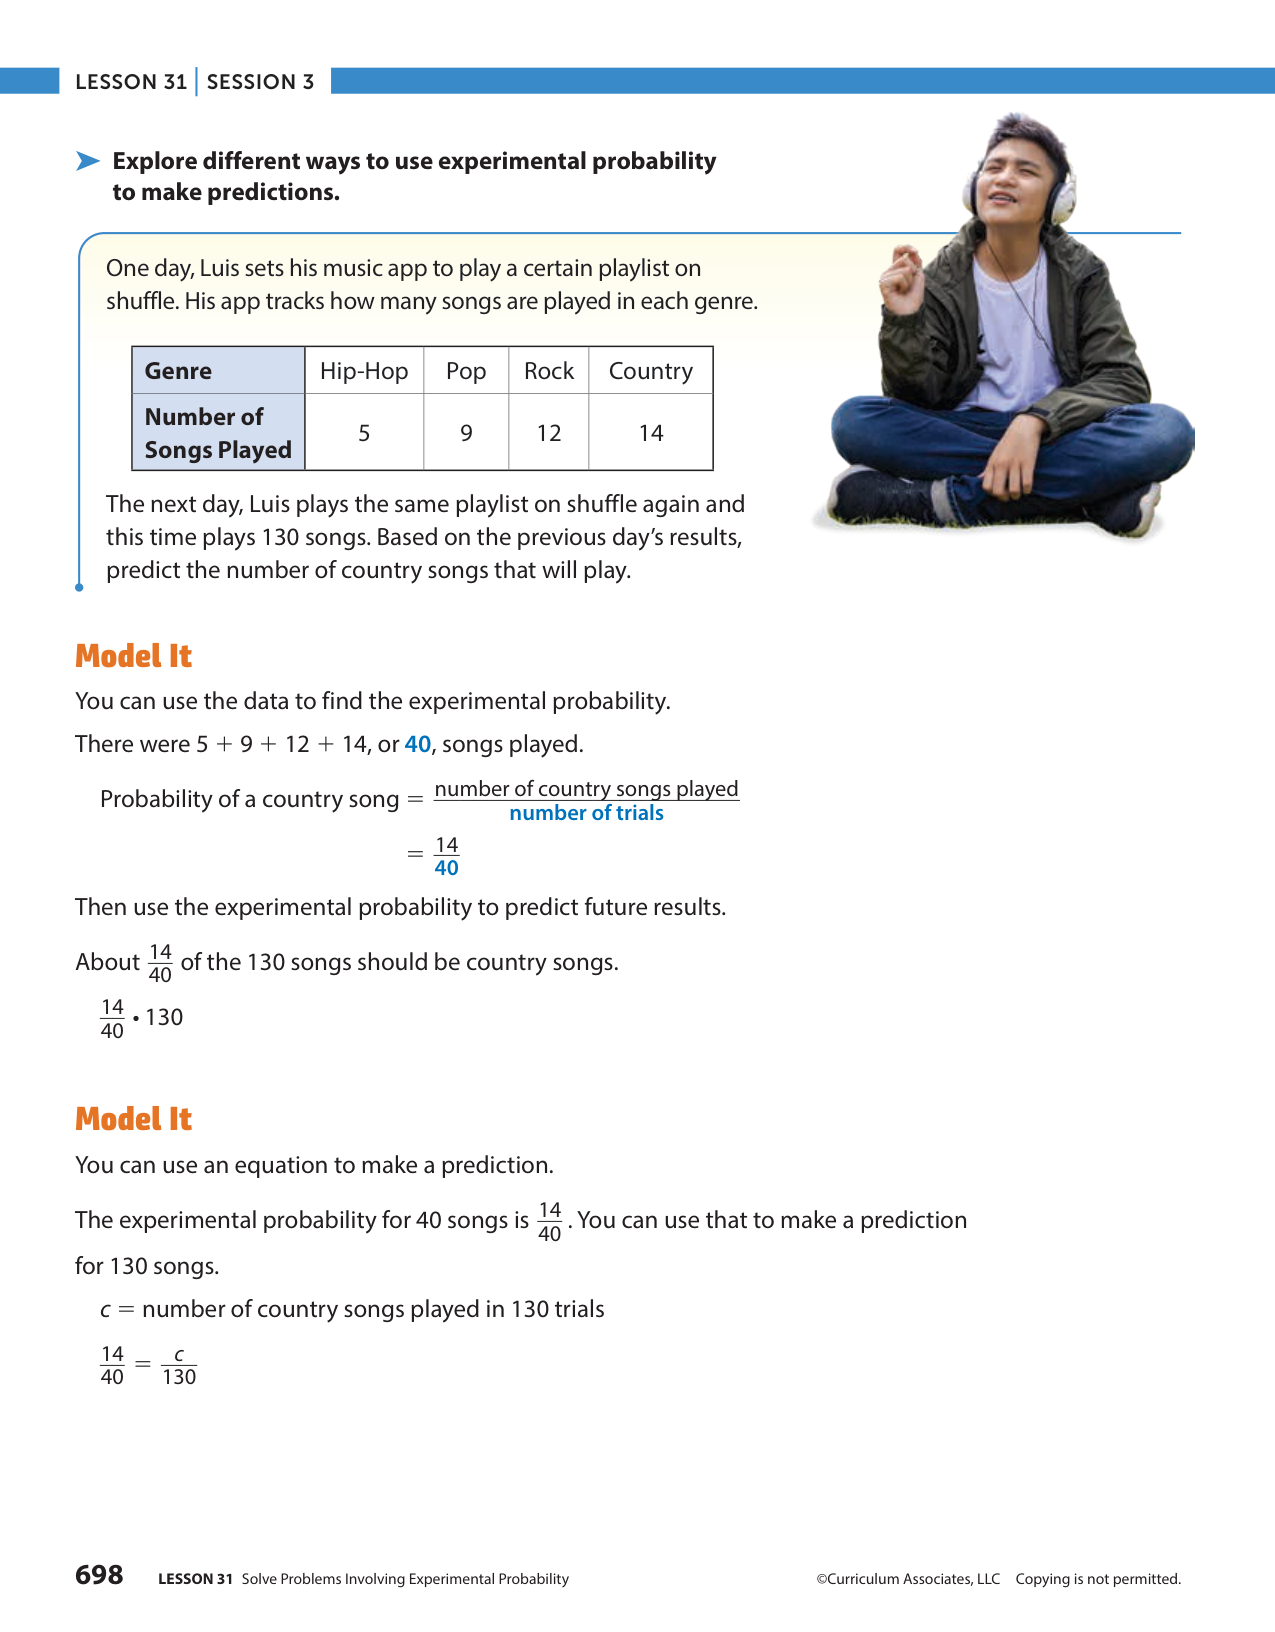 LESSON 31 | SESSION 3
➤ Explore different ways to use experimental probability
to make predictions.
One day, Luis sets his music app to play a certain playlist on
shuffle. His app tracks how many songs are played in each genre.
Genre Hip-Hop Pop Rock Country
Number of
Songs Played 5 9 12 14
The next day, Luis plays the same playlist on shuffle again and
this time plays 130 songs. Based on the previous day’s results,
predict the number of country songs that will play.
Model It
You can use the data to find the experimental probability.
There were 5 + 9 + 12 + 14, or 40, songs played.
Probability of a country song = number of country songs played / number of trials
= 14/40
Then use the experimental probability to predict future results.
About 14/40 of the 130 songs should be country songs.
14/40 • 130
Model It
You can use an equation to make a prediction.
The experimental probability for 40 songs is 14/40. You can use that to make a prediction
for 130 songs.
c = number of country songs played in 130 trials
14/40 = c/130
698 LESSON 31 Solve Problems Involving Experimental Probability ©Curriculum Associates, LLC Copying is not permitted.